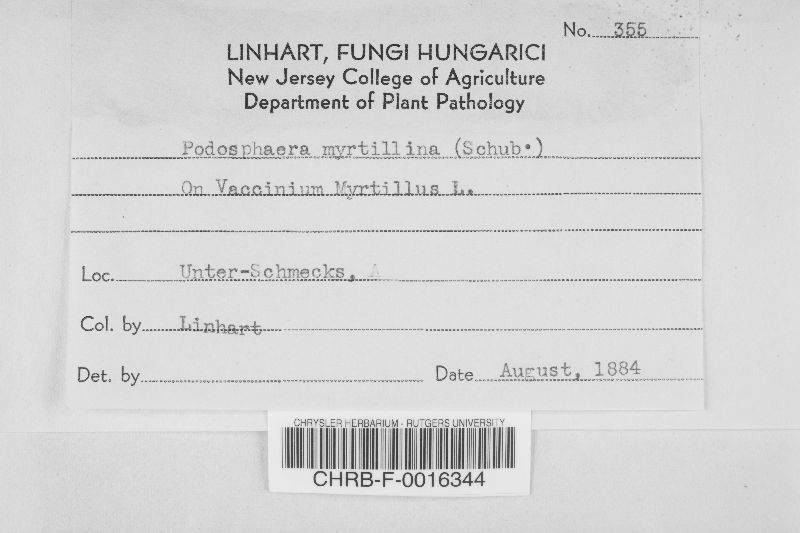 No. 355
LINHART, FUNGI HUNGARICI
New Jersey College of Agriculture
Department of Plant Pathology
Podosphaera myrtillina (Schub.)
On Vaccinium Myrtillus L.
Loc. Unter-Schmecks, A
Col. by Linhart
Det. by
Date August, 1884
CHRYSLER HERBARIUM - RUTGERS UNIVERSITY
CHRB-F-0016344